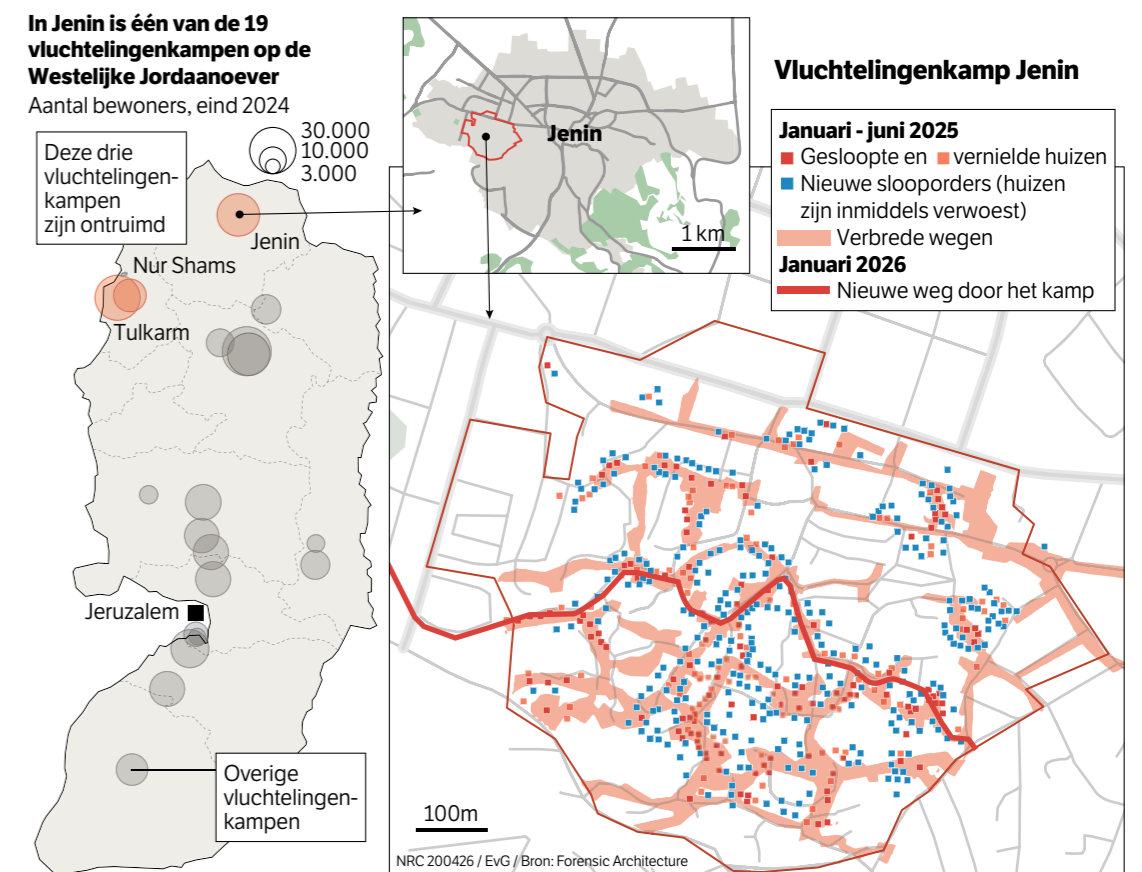 In Jenin is één van de 19
vluchtelingenkampen op de
Westelijke Jordaanoever
Aantal bewoners, eind 2024
30.000
10.000
3.000
Deze drie
vluchtelingen-
kampen
zijn ontruimd
Jenin
Nur Shams
Tulkarm
Jeruzalem
Overige
vluchtelingen-
kampen
Jenin
1 km
Vluchtelingenkamp Jenin
Januari - juni 2025
Gesloopte en vernielde huizen
Nieuwe slooporders (huizen
zijn inmiddels verwoest)
Verbrede wegen
Januari 2026
Nieuwe weg door het kamp
100m
NRC 200426 / EvG / Bron: Forensic Architecture